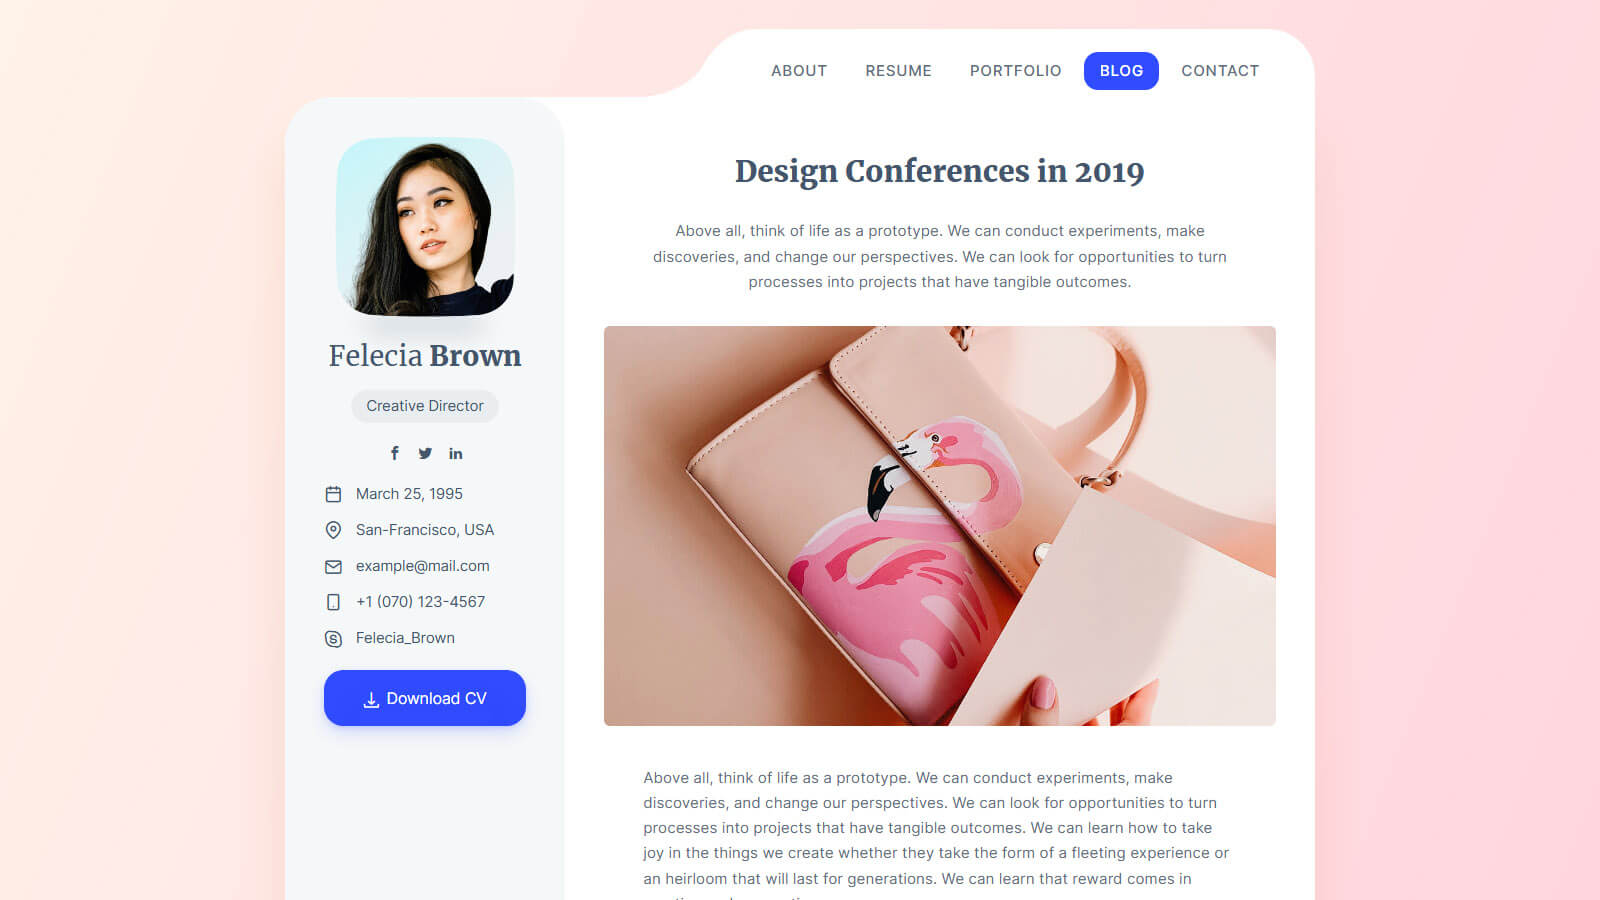 ABOUT RESUME PORTFOLIO BLOG CONTACT
Felecia Brown
Creative Director
March 25, 1995
San-Francisco, USA
example@mail.com
+1 (070) 123-4567
Felecia_Brown
Download CV
Design Conferences in 2019
Above all, think of life as a prototype. We can conduct experiments, make
discoveries, and change our perspectives. We can look for opportunities to turn
processes into projects that have tangible outcomes.
Above all, think of life as a prototype. We can conduct experiments, make
discoveries, and change our perspectives. We can look for opportunities to turn
processes into projects that have tangible outcomes. We can learn how to take
joy in the things we create whether they take the form of a fleeting experience or
an heirloom that will last for generations. We can learn that reward comes in